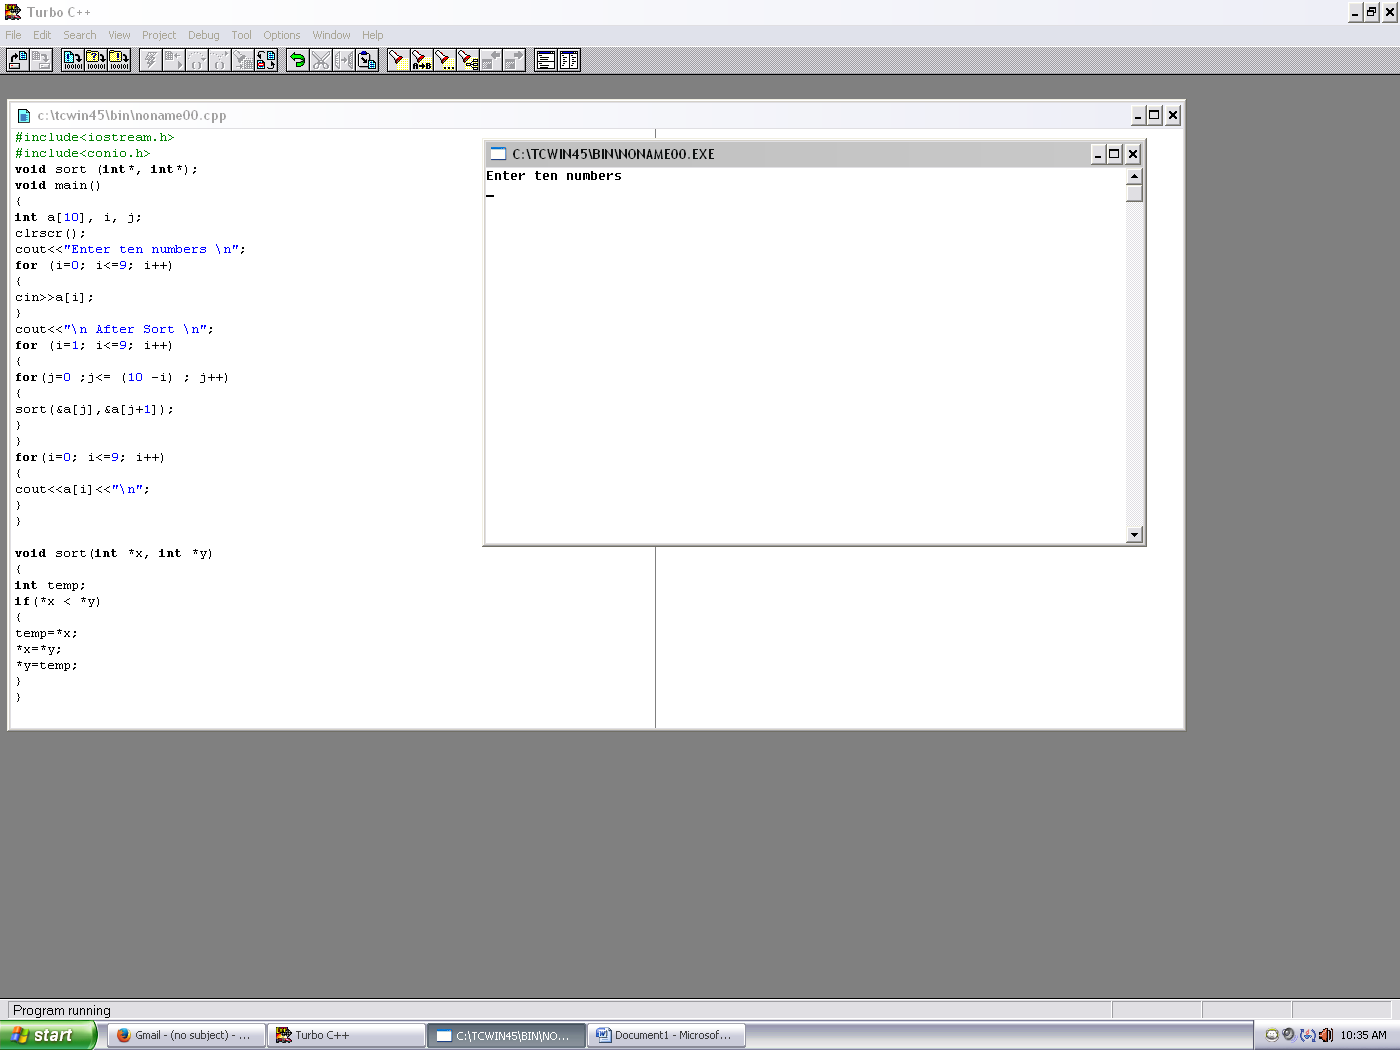 Turbo C++
File Edit Search View Project Debug Tool Options Window Help
c:\tcwin45\bin\noname00.cpp
#include<iostream.h>
#include<conio.h>
void sort (int*, int*);
void main()
{
int a[10], i, j;
clrscr();
cout<<"Enter ten numbers \n";
for (i=0; i<=9; i++)
{
cin>>a[i];
}
cout<<"\n After Sort \n";
for (i=1; i<=9; i++)
{
for(j=0 ;j<= (10 -i) ; j++)
{
sort(&a[j],&a[j+1]);
}
}
for(i=0; i<=9; i++)
{
cout<<a[i]<<"\n";
}
}
void sort(int *x, int *y)
{
int temp;
if(*x < *y)
{
temp=*x;
*x=*y;
*y=temp;
}
}
C:\TCWIN45\BIN\NONAME00.EXE
Enter ten numbers
Program running
start
Gmail - (no subject) - ...
Turbo C++
C:\TCWIN45\BIN\NO...
Document1 - Microsof...
10:35 AM